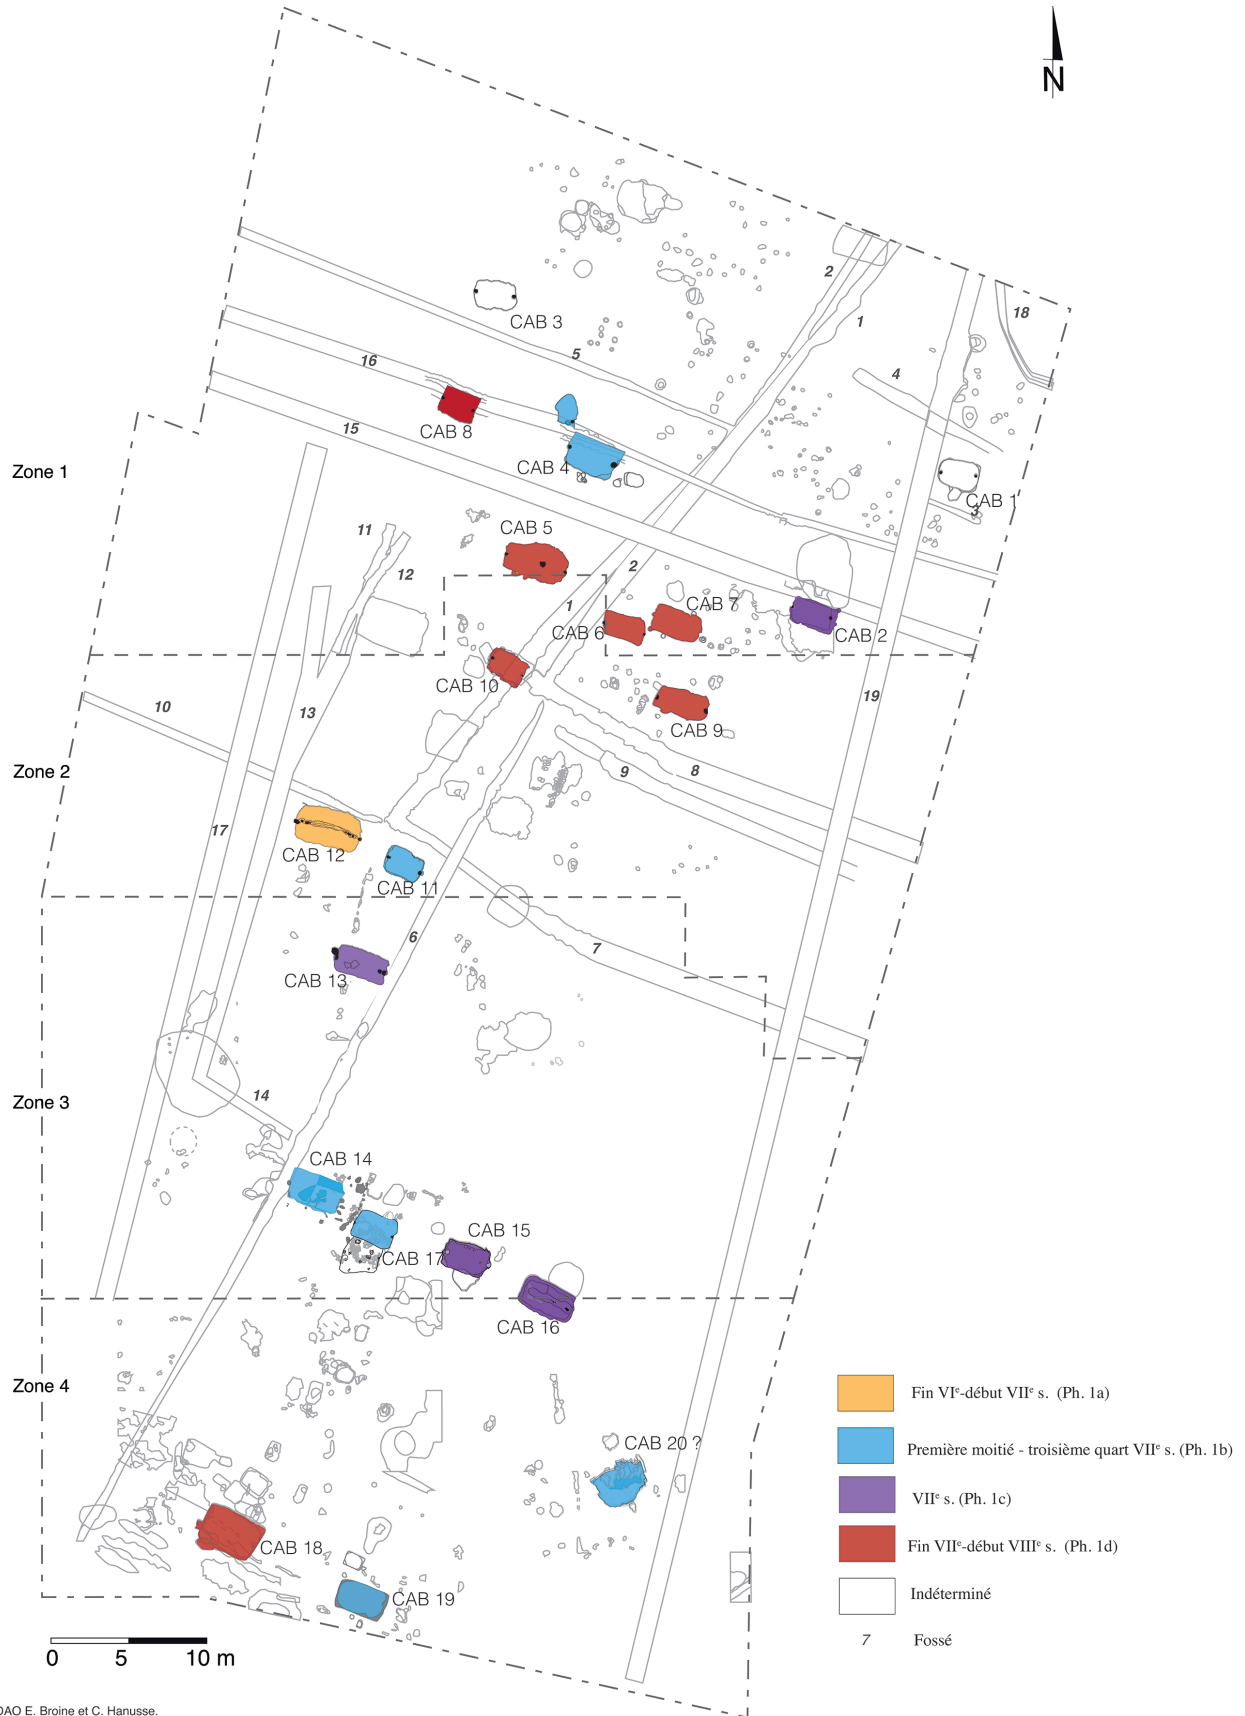 N
2
18
1
CAB 3
5
16
4
CAB 8
15
CAB 4
Zone 1
CAB 1
3
CAB 5
11
12
2
1
CAB 7
CAB 6
CAB 2
CAB 10
19
10
13
CAB 9
Zone 2
9
8
17
CAB 12
CAB 11
6
7
CAB 13
14
Zone 3
CAB 14
CAB 15
CAB 17
CAB 16
Zone 4
CAB 20 ?
CAB 18
CAB 19
Fin VIe-début VIIe s. (Ph. 1a)
Première moitié - troisième quart VIIe s. (Ph. 1b)
VIIe s. (Ph. 1c)
Fin VIIe-début VIIIe s. (Ph. 1d)
Indéterminé
7 Fossé
0 5 10 m
DAO E. Broine et C. Hanusse.